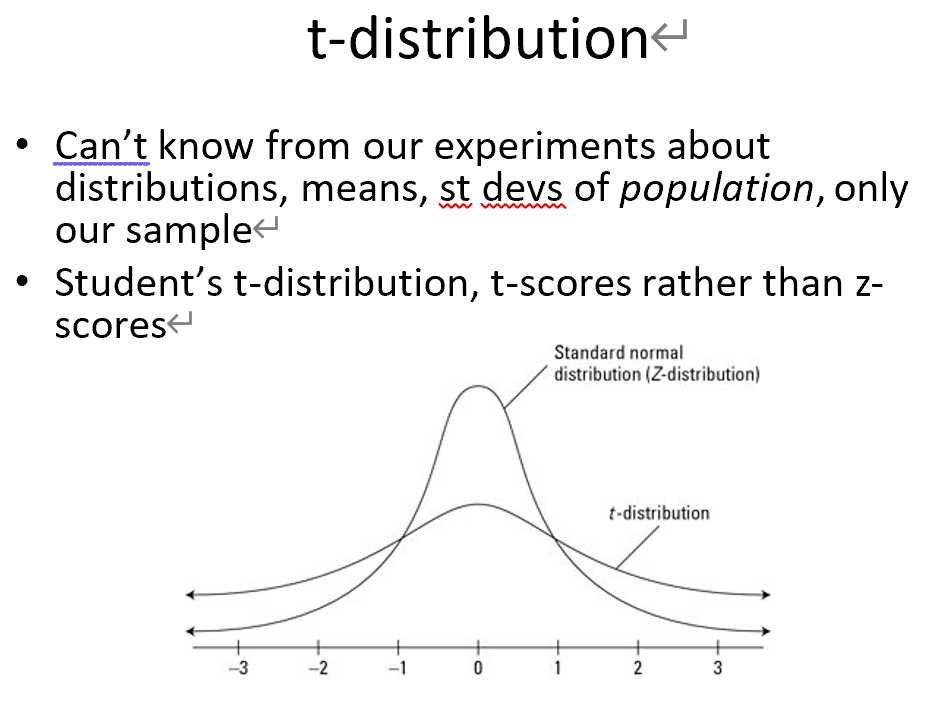 t-distribution↵
• Can’t know from our experiments about
distributions, means, st devs of population, only
our sample↵
• Student’s t-distribution, t-scores rather than z-
scores↵
Standard normal
distribution (Z-distribution)
t-distribution
–3 –2 –1 0 1 2 3